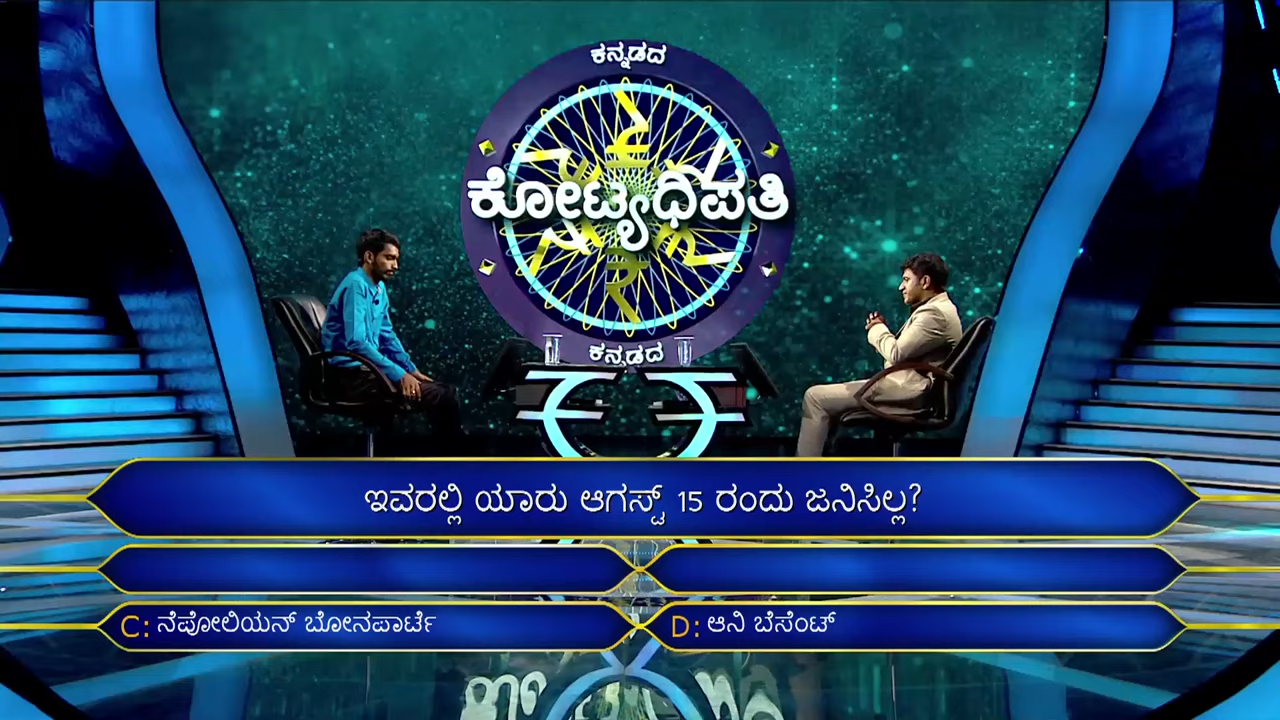 ಕನ್ನಡದ
ಕೋಟ್ಯಧಿಪತಿ
ಕನ್ನಡದ
ಇವರಲ್ಲಿ ಯಾರು ಆಗಸ್ಟ್ 15 ರಂದು ಜನಿಸಿಲ್ಲ?
C: ನೆಪೋಲಿಯನ್ ಬೋನಪಾರ್ಟೆ
D: ಆನಿ ಬೆಸೆಂಟ್